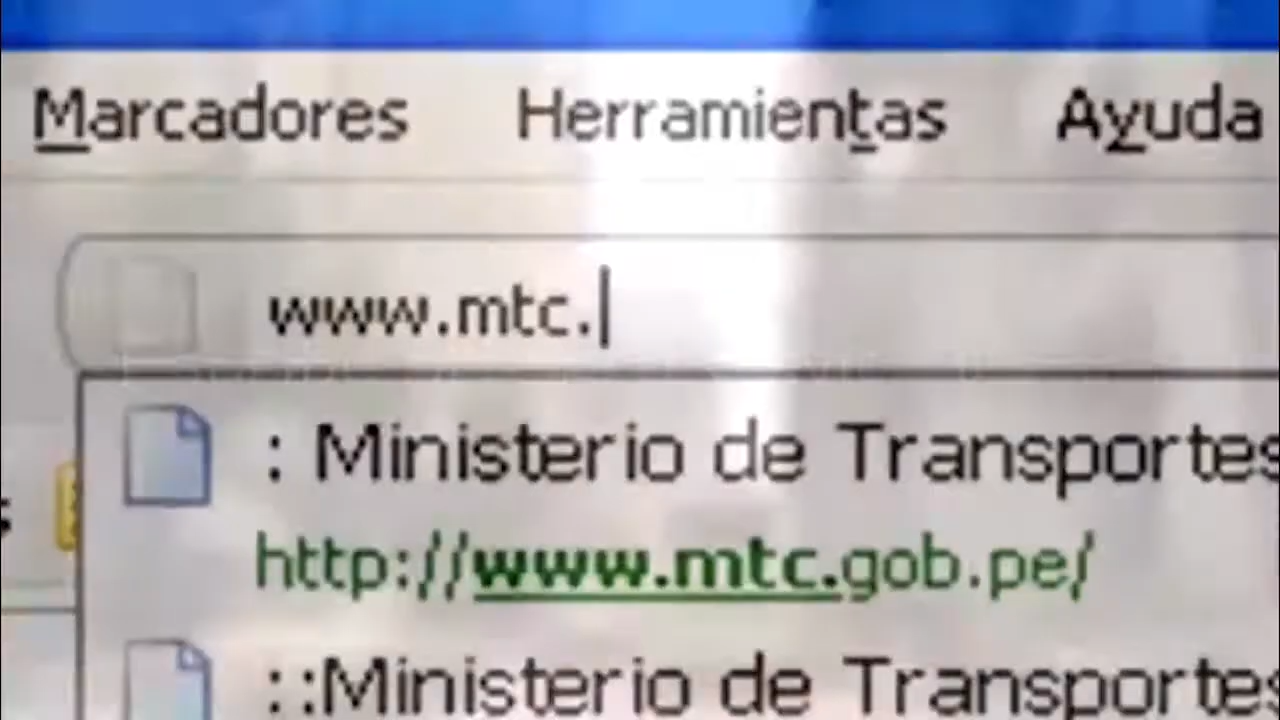 Marcadores Herramientas Ayuda
www.mtc.
: Ministerio de Transportes
http://www.mtc.gob.pe/
: :Ministerio de Transportes